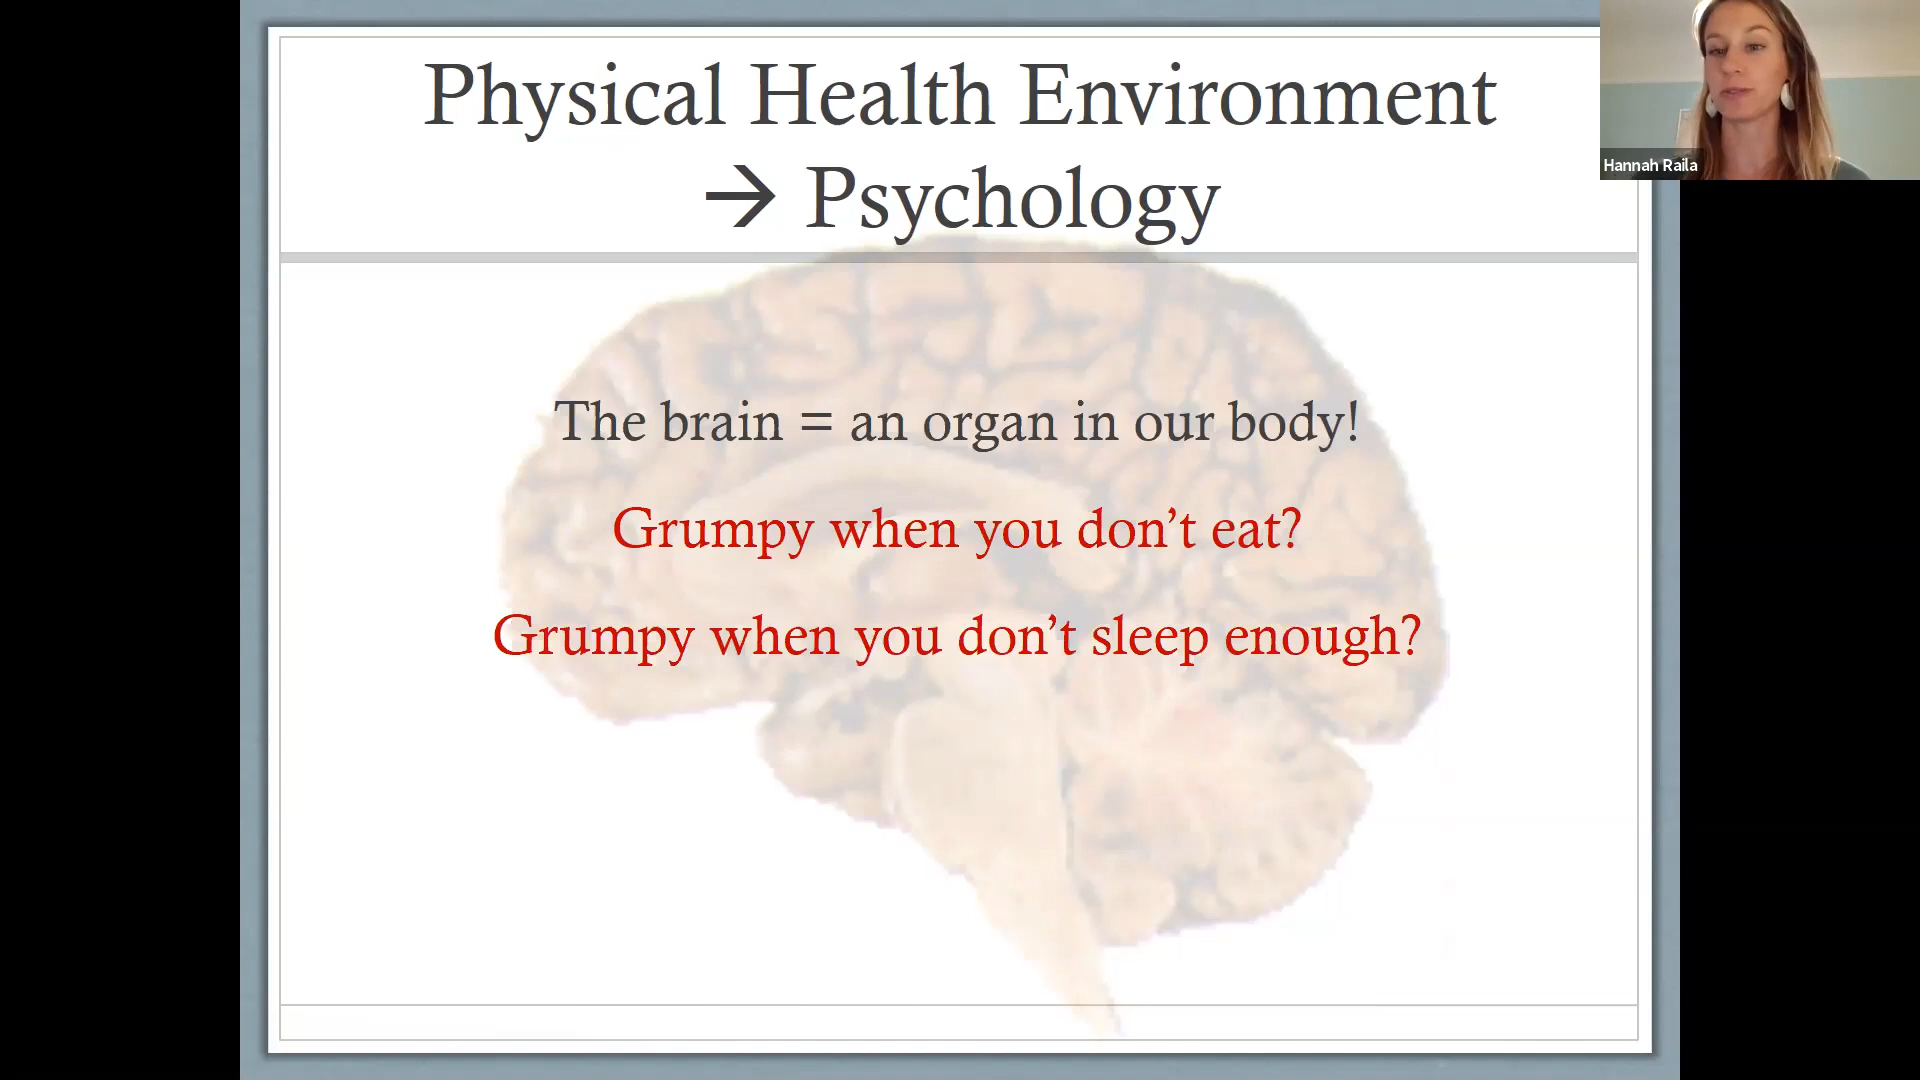 Physical Health Environment
→ Psychology
Hannah Raila
The brain = an organ in our body!
Grumpy when you don’t eat?
Grumpy when you don’t sleep enough?